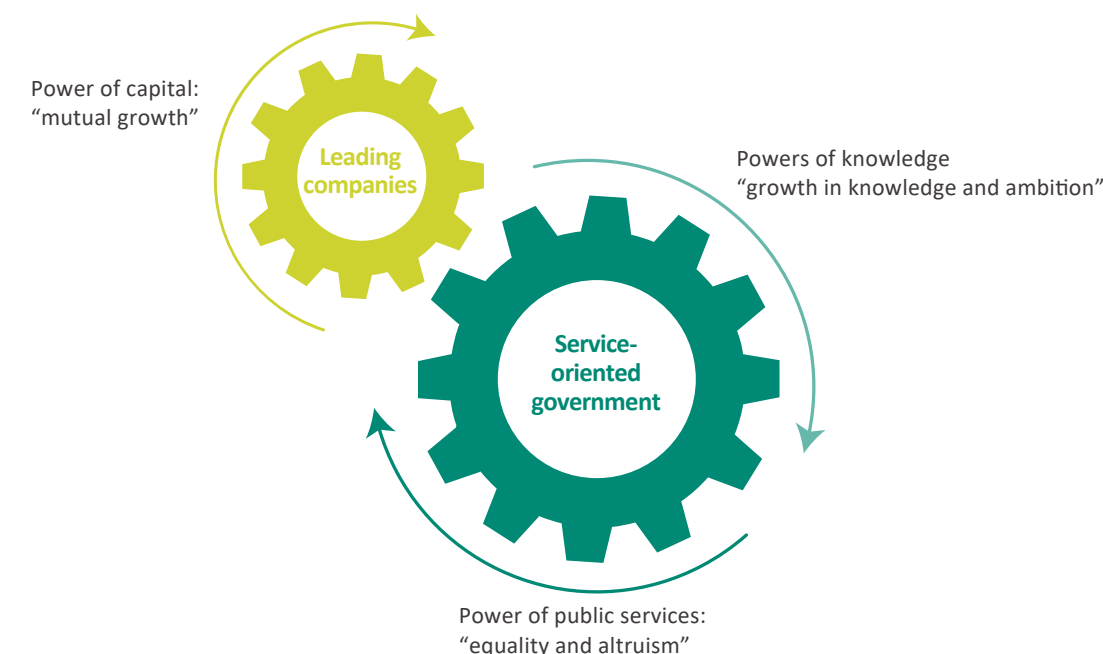 Power of capital:
“mutual growth”
Leading
companies
Powers of knowledge
“growth in knowledge and ambition”
Service-
oriented
government
Power of public services:
“equality and altruism”